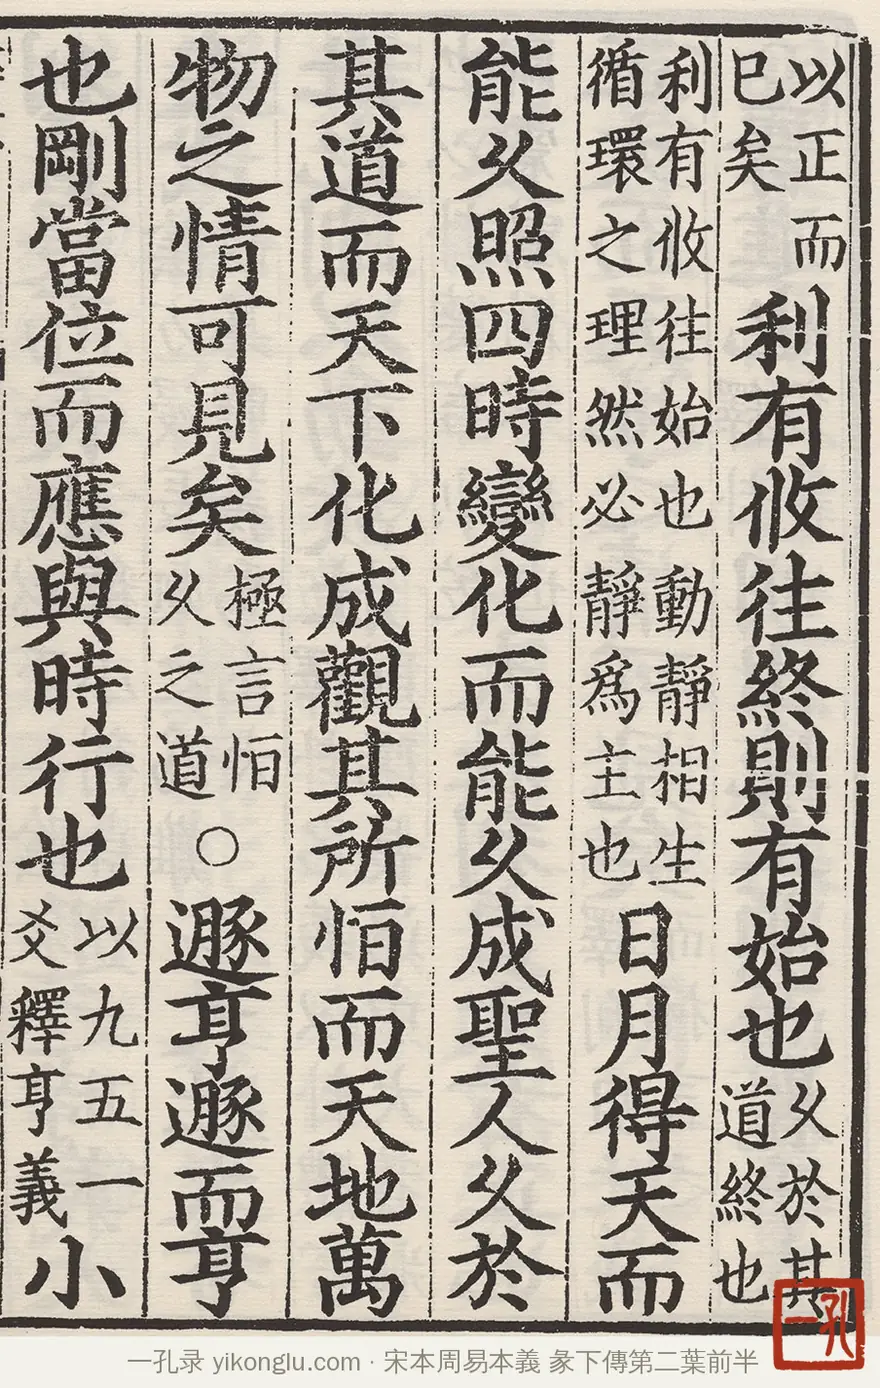 以正而巳矣利有攸往終則有始也久於其道終也
利有攸往始也動靜相生循環之理然必靜爲主也日月得天而
能久照四時變化而能久成聖人久於
其道而天下化成觀其所恒而天地萬
物之情可見矣極言恒久之道○遯亨遯而亨
也剛當位而應與時行也以九五一爻釋亨義小
一孔
一孔录 yikonglu.com · 宋本周易本義 彖下傳第二葉前半